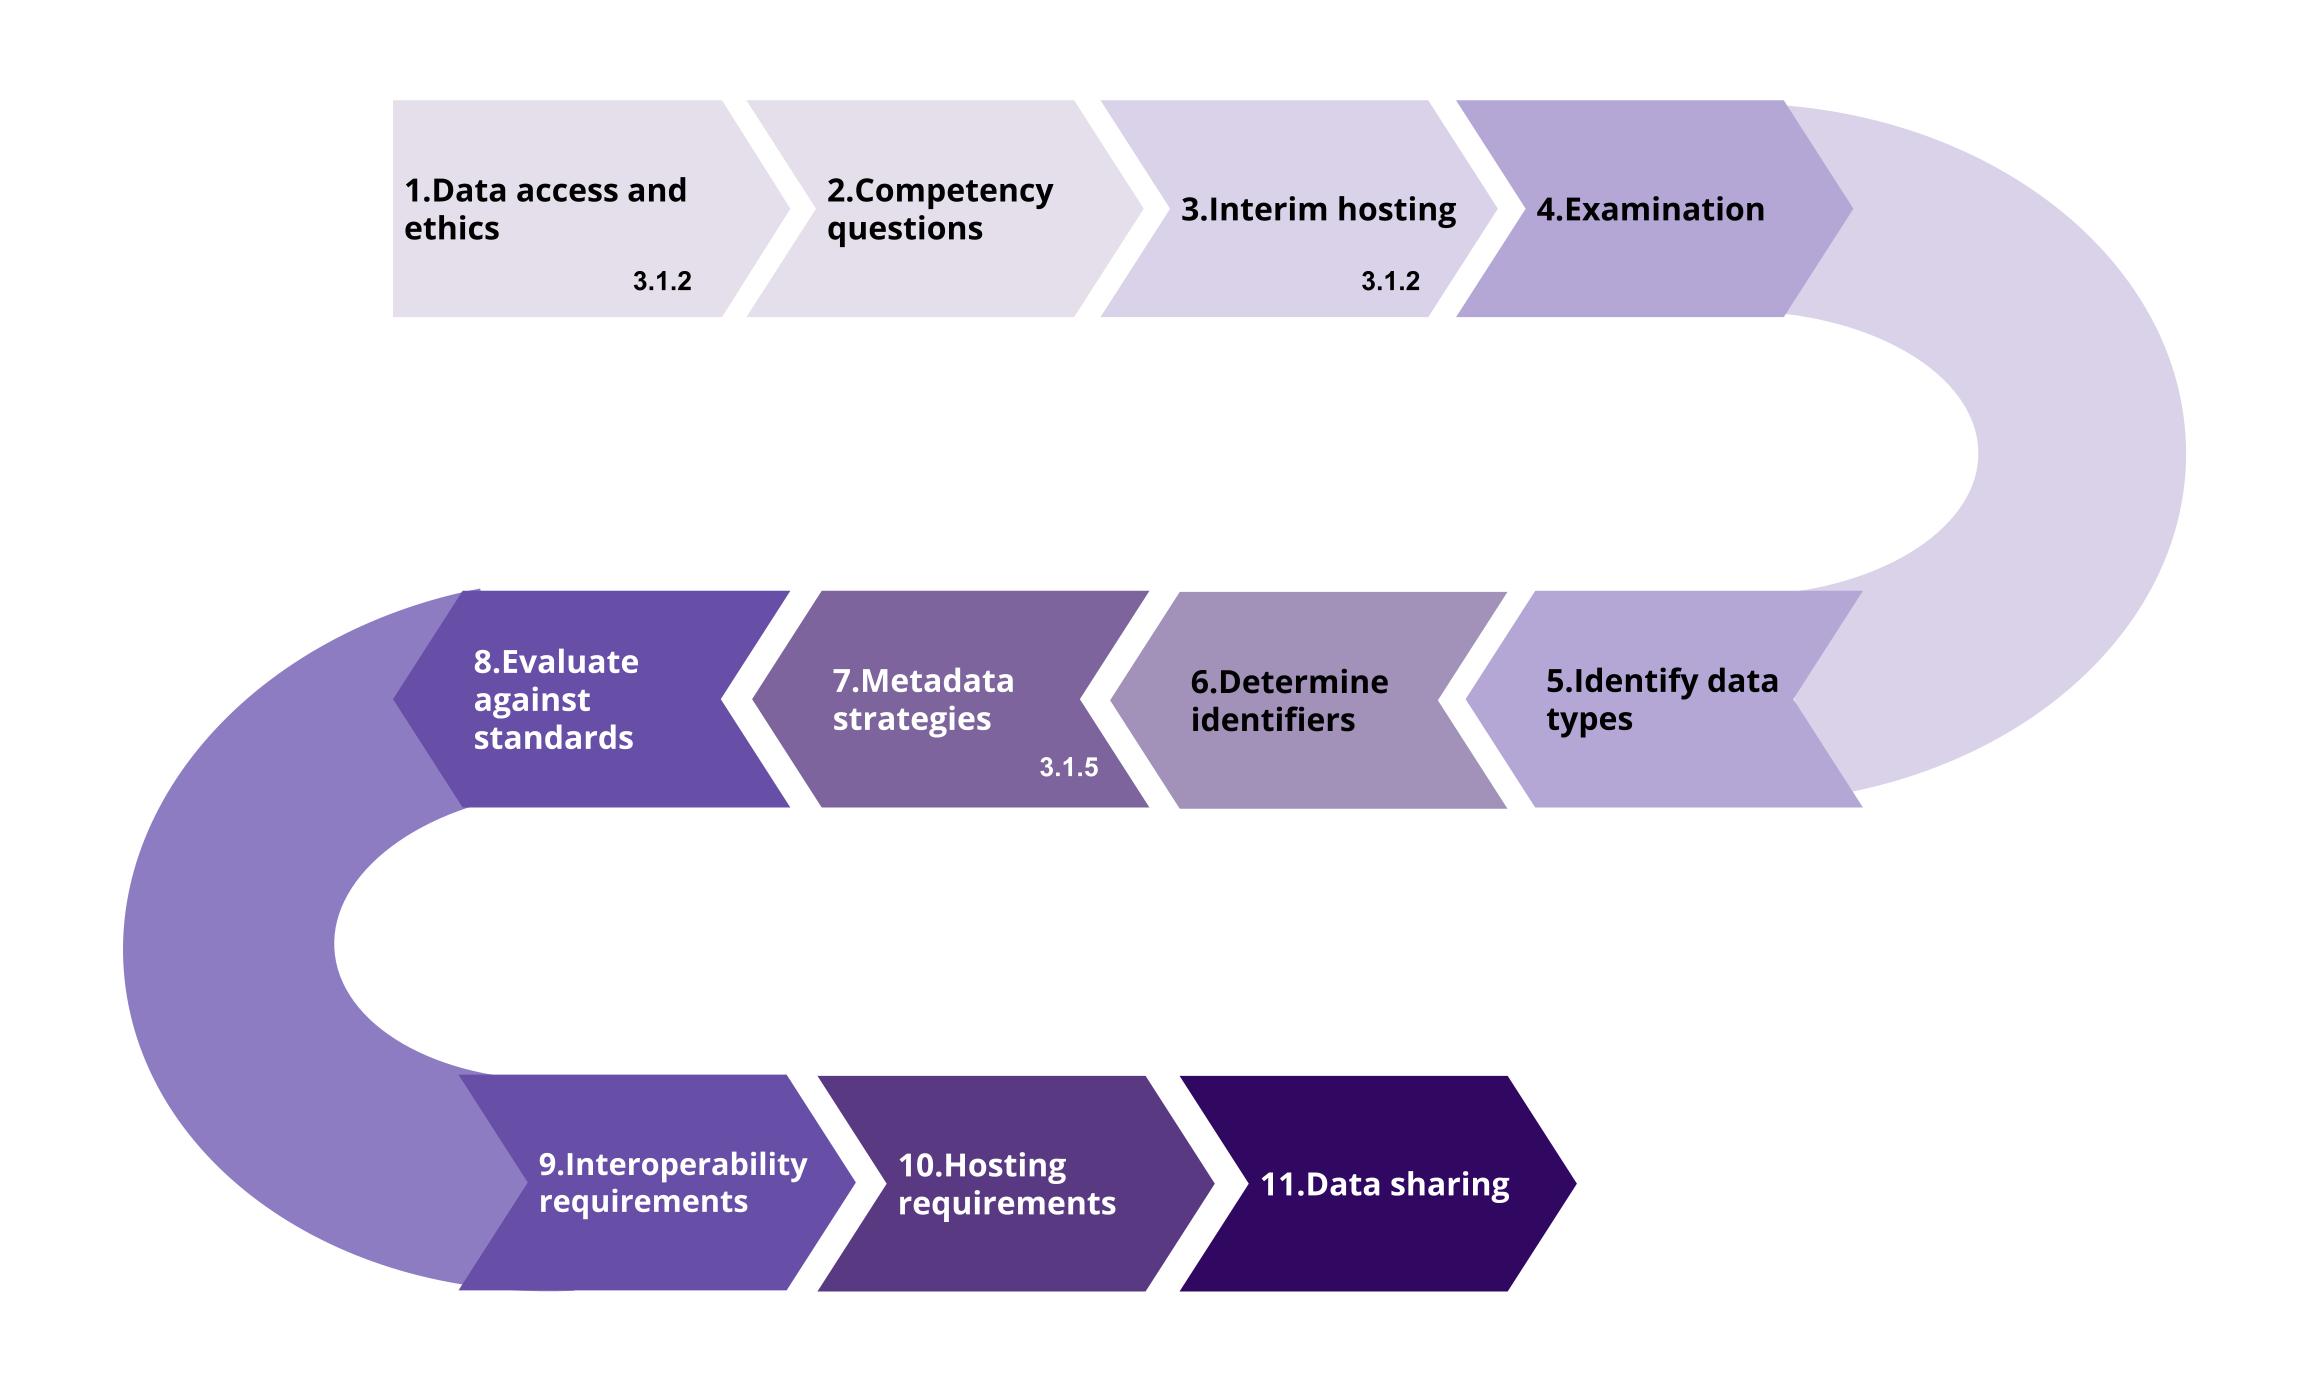 1.Data access and
ethics
3.1.2
2.Competency
questions
3.Interim hosting
3.1.2
4.Examination
5.Identify data
types
6.Determine
identifiers
7.Metadata
strategies
3.1.5
8.Evaluate
against
standards
9.Interoperability
requirements
10.Hosting
requirements
11.Data sharing